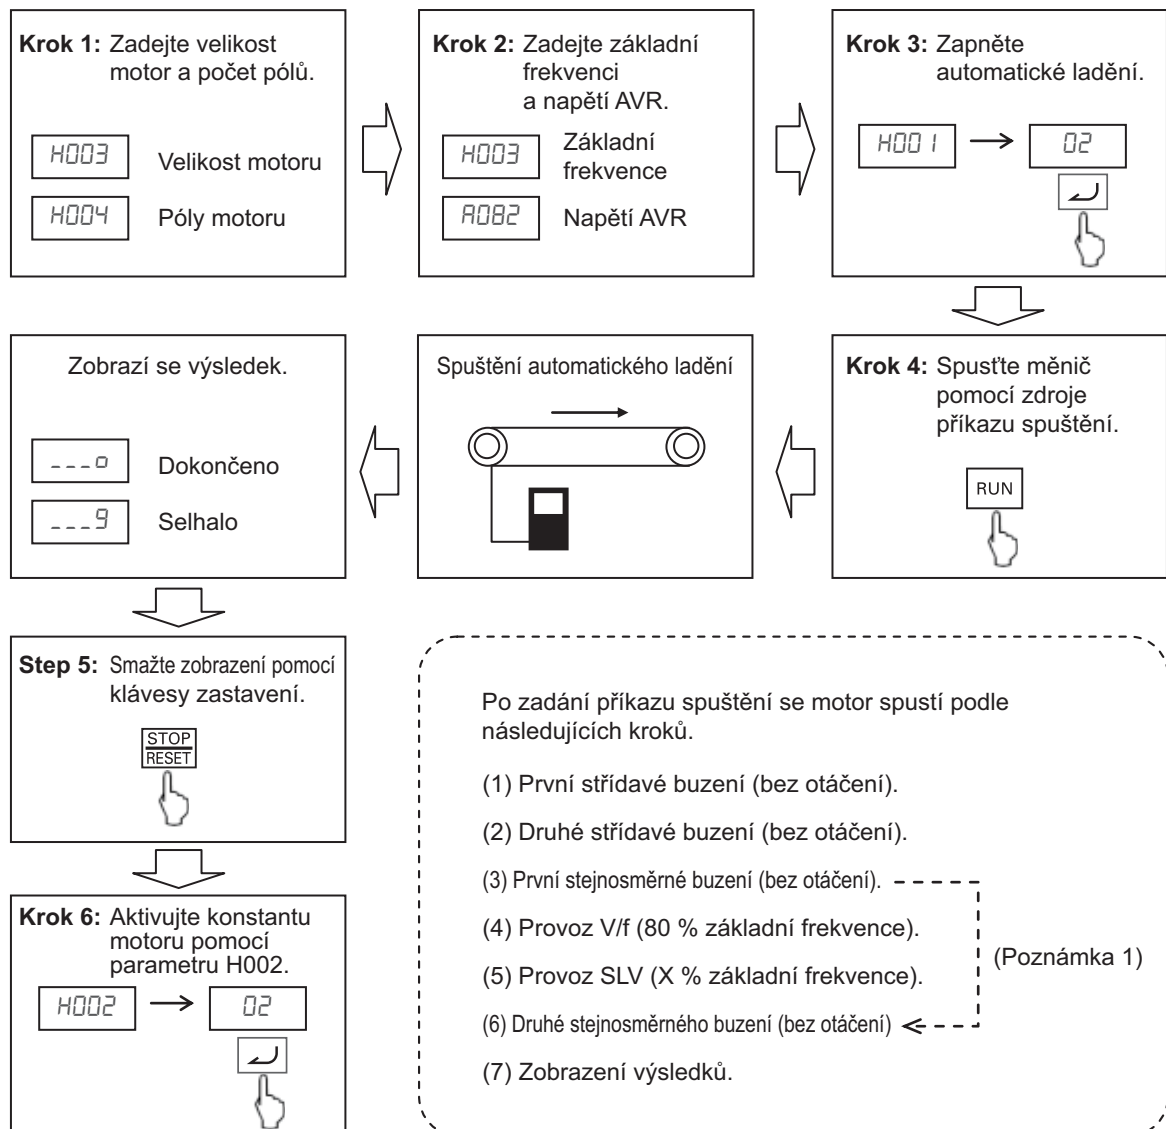 Krok 1: Zadejte velikost
motor a počet pólů.
H003 Velikost motoru
H004 Póly motoru
Krok 2: Zadejte základní
frekvenci
a napětí AVR.
H003 Základní
frekvence
A082 Napětí AVR
Krok 3: Zapněte
automatické ladění.
H001 → 02
Krok 4: Spusťte měnič
pomocí zdroje
příkazu spuštění.
RUN
Spuštění automatického ladění
Zobrazí se výsledek.
___o Dokončeno
___9 Selhalo
Step 5: Smažte zobrazení pomocí
klávesy zastavení.
STOP
RESET
Krok 6: Aktivujte konstantu
motoru pomocí
parametru H002.
H002 → 02
Po zadání příkazu spuštění se motor spustí podle
následujících kroků.
(1) První střídavé buzení (bez otáčení).
(2) Druhé střídavé buzení (bez otáčení).
(3) První stejnosměrné buzení (bez otáčení).
(4) Provoz V/f (80 % základní frekvence).
(5) Provoz SLV (X % základní frekvence).
(Poznámka 1)
(6) Druhé stejnosměrného buzení (bez otáčení)
(7) Zobrazení výsledků.